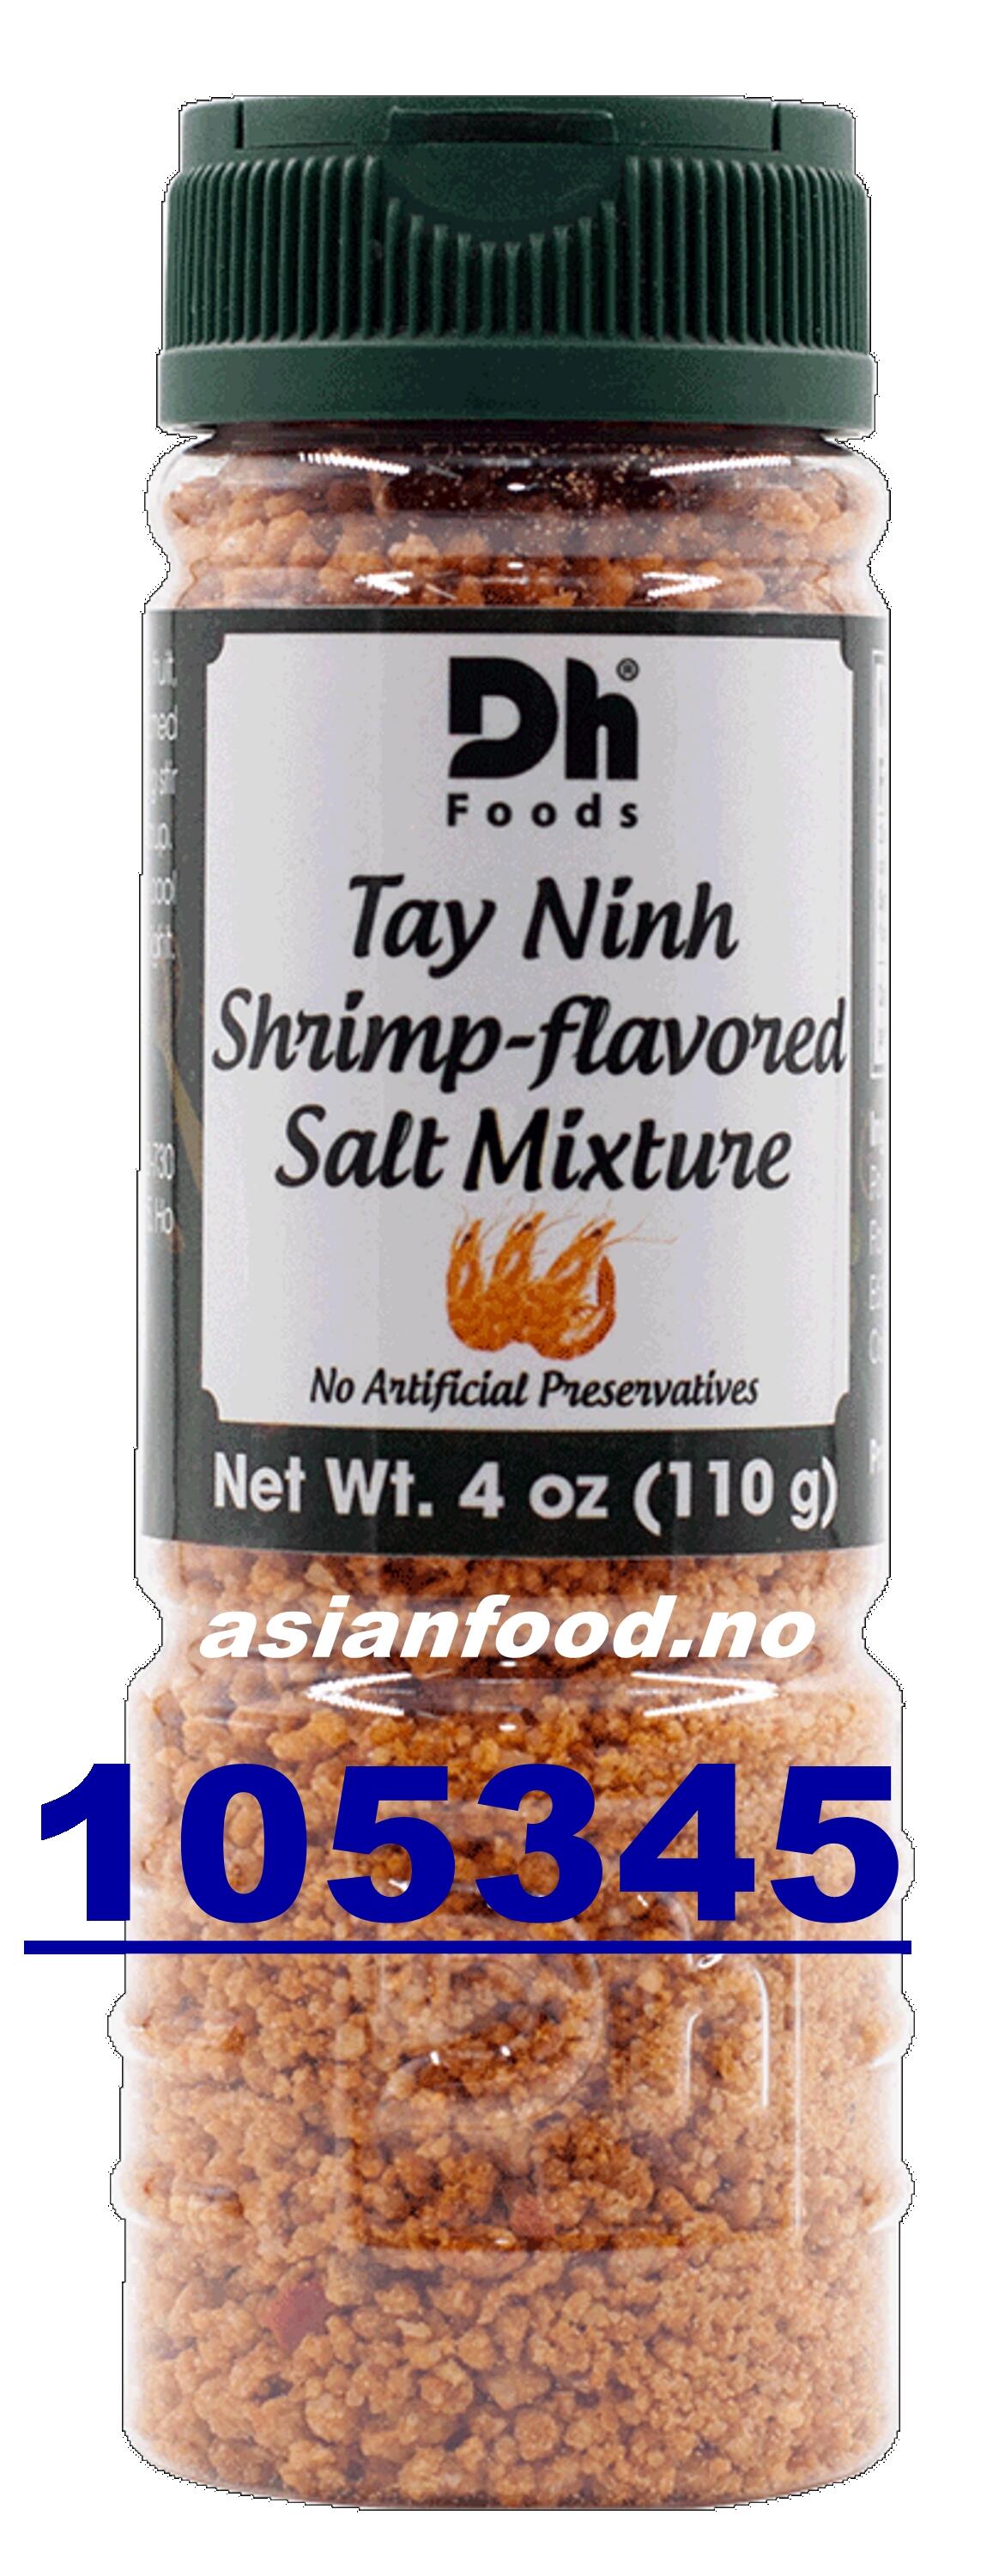 Dh®
Foods
Tay Ninh
Shrimp-flavored
Salt Mixture
No Artificial Preservatives
Net Wt. 4 oz (110 g)
asianfood.no
105345